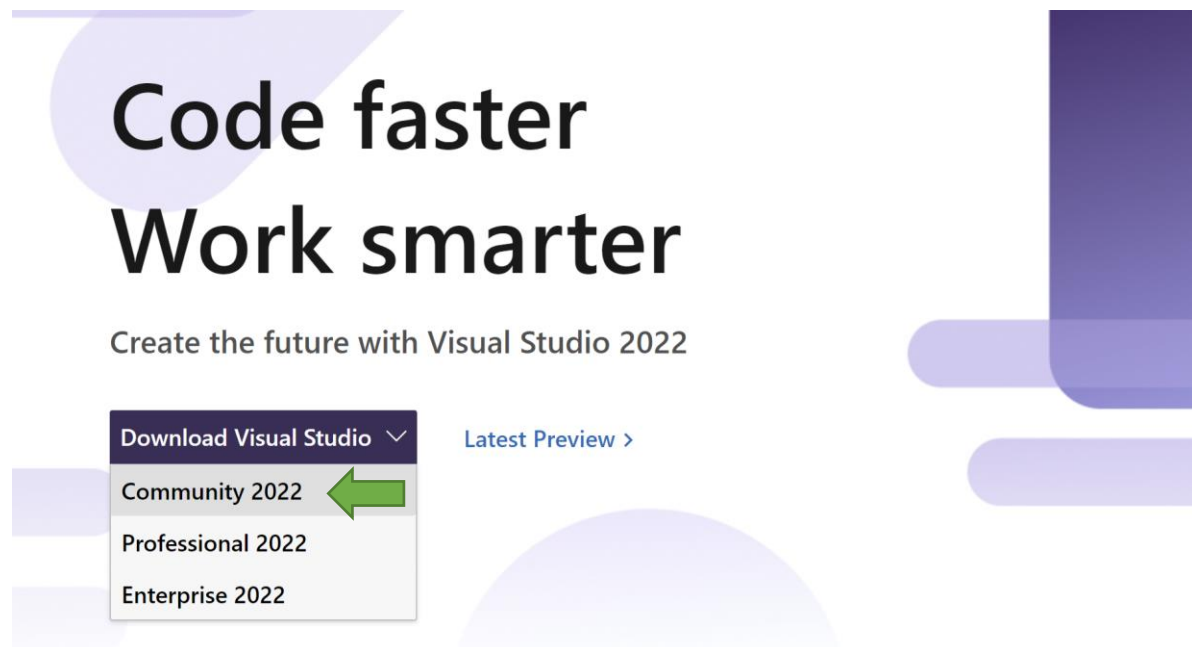 Code faster
Work smarter
Create the future with Visual Studio 2022
Download Visual Studio
Latest Preview >
Community 2022
Professional 2022
Enterprise 2022